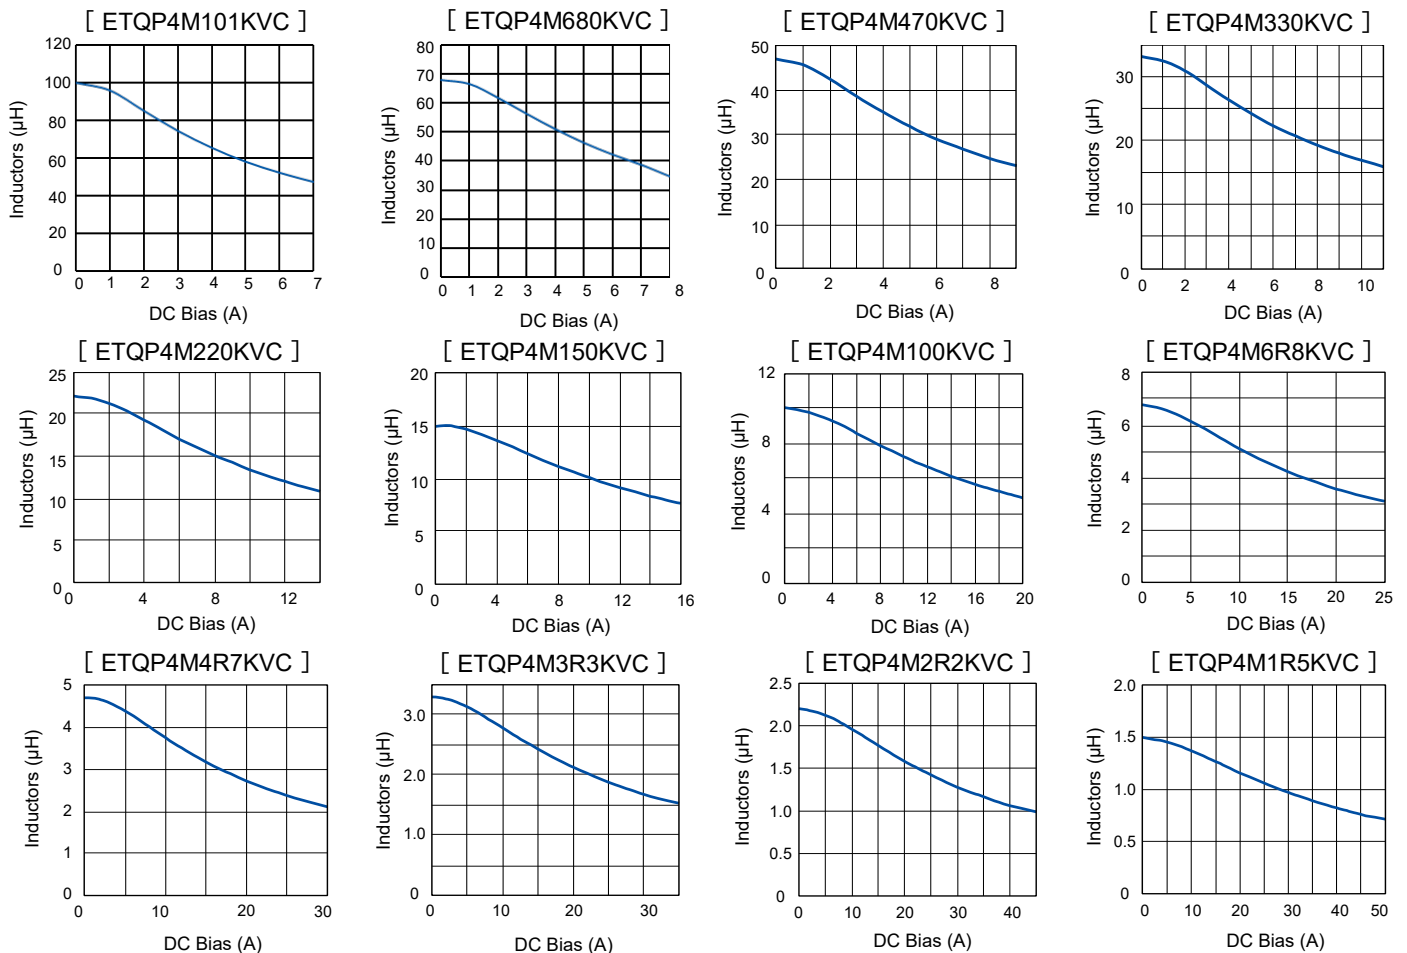 [ ETQP4M101KVC ]
120
100
80
60
40
20
0
0 1 2 3 4 5 6 7
Inductors (µH)
DC Bias (A)
[ ETQP4M680KVC ]
80
70
60
50
40
30
20
10
0
0 1 2 3 4 5 6 7 8
Inductors (µH)
DC Bias (A)
[ ETQP4M470KVC ]
50
40
30
20
10
0
0 2 4 6 8
Inductors (µH)
DC Bias (A)
[ ETQP4M330KVC ]
30
20
10
0
0 2 4 6 8 10
Inductors (µH)
DC Bias (A)
[ ETQP4M220KVC ]
25
20
15
10
5
0
0 4 8 12
Inductors (µH)
DC Bias (A)
[ ETQP4M150KVC ]
20
15
10
5
0
0 4 8 12 16
Inductors (µH)
DC Bias (A)
[ ETQP4M100KVC ]
12
8
4
0
0 4 8 12 16 20
Inductors (µH)
DC Bias (A)
[ ETQP4M6R8KVC ]
8
6
4
2
0
0 5 10 15 20 25
Inductors (µH)
DC Bias (A)
[ ETQP4M4R7KVC ]
5
4
3
2
1
0
0 10 20 30
Inductors (µH)
DC Bias (A)
[ ETQP4M3R3KVC ]
3.0
2.0
1.0
0
0 10 20 30
Inductors (µH)
DC Bias (A)
[ ETQP4M2R2KVC ]
2.5
2.0
1.5
1.0
0.5
0
0 10 20 30 40
Inductors (µH)
DC Bias (A)
[ ETQP4M1R5KVC ]
2.0
1.5
1.0
0.5
0
0 10 20 30 40 50
Inductors (µH)
DC Bias (A)